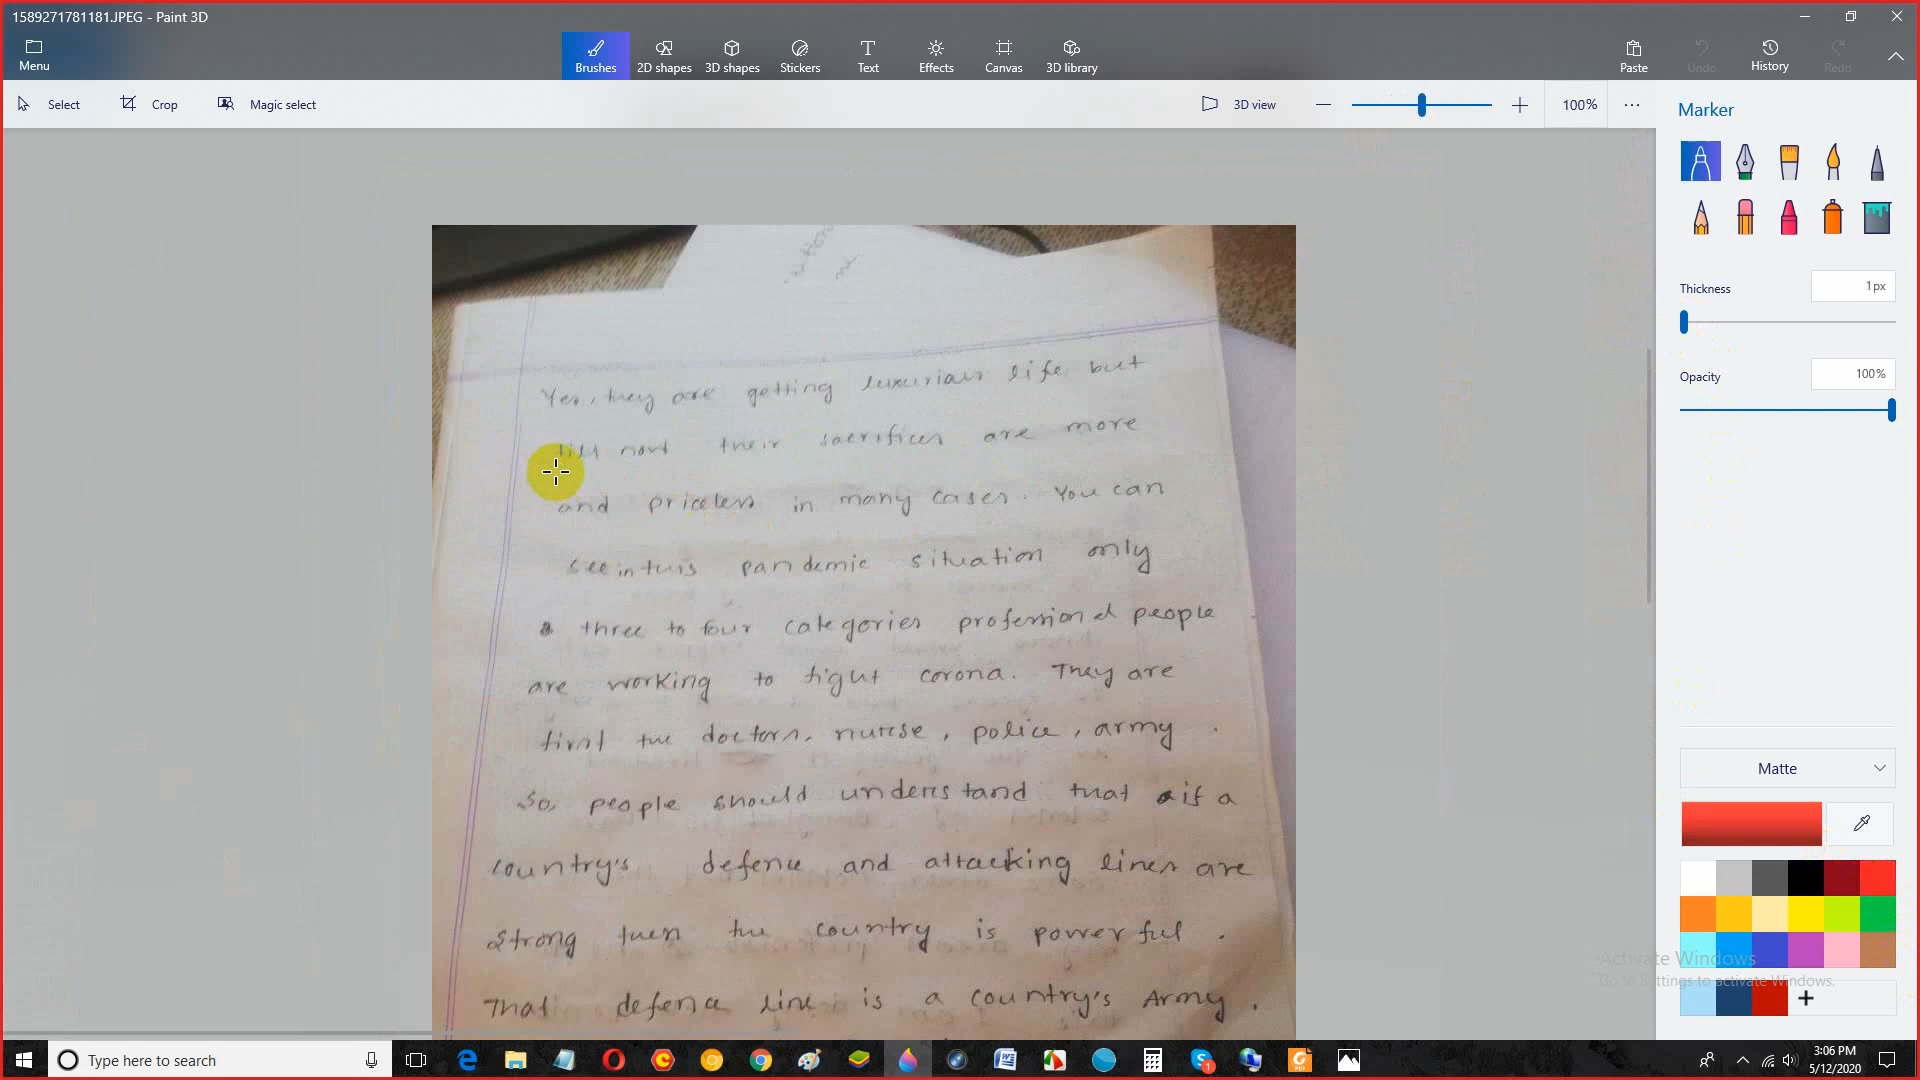 1589271781181.JPEG - Paint 3D
Menu
Brushes 2D shapes 3D shapes Stickers Text Effects Canvas 3D library
Paste Undo History Redo
Select Crop Magic select
3D view 100%
Marker
Thickness 1px
Opacity 100%
Matte
Yes, they are getting luxurious life but
till now their sacrifices are more
and priceless in many cases. You can
see in this pandemic situation only
three to four categories professional people
are working to fight corona. They are
first the doctors, nurse, police, army.
So, people should understand that if a
country's defence and attacking lines are
strong then the country is powerful.
That defence line is a country's Army.
Activate Windows
Go to Settings to activate Windows.
Type here to search
3:06 PM
5/12/2020